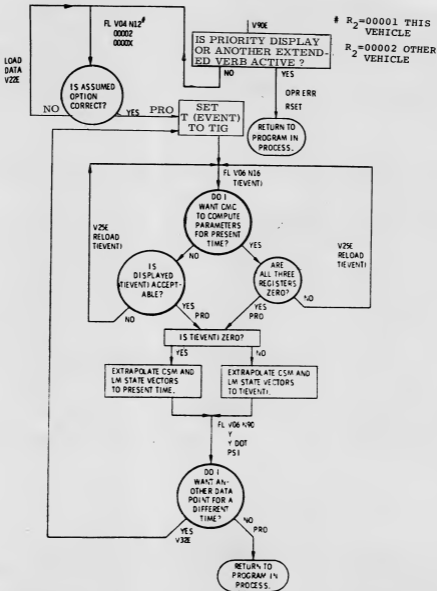 FL V04 N12#
00002
0000X
V90E
# R2=00001 THIS
VEHICLE
R2=00002 OTHER
VEHICLE
IS PRIORITY DISPLAY
OR ANOTHER EXTEND-
ED VERB ACTIVE ?
NO
YES
LOAD
DATA
V22E
OPR ERR
RSET
IS ASSUMED
OPTION
CORRECT?
NO
YES
PRO
SET
T (EVENT)
TO TIG
RETURN TO
PROGRAM IN
PROCESS.
FL V06 N16
T(EVENT)
DO I
WANT CMC
TO COMPUTE
PARAMETERS
FOR PRESENT
TIME?
V25E
RELOAD
T(EVENT)
V25E
RELOAD
T(EVENT)
NO
YES
IS
DISPLAYED
T(EVENT) ACCEPT-
ABLE?
ARE
ALL THREE
REGISTERS
ZERO?
NO
YES
PRO
YES
PRO
NO
IS T(EVENT) ZERO?
YES
NO
EXTRAPOLATE CSM AND
LM STATE VECTORS
TO PRESENT TIME.
EXTRAPOLATE CSM AND
LM STATE VECTORS
TO T(EVENT).
FL V06 N90
Y
Y DOT
PSI
DO I
WANT AN-
OTHER DATA
POINT FOR A
DIFFERENT
TIME?
YES
V32E
NO
PRO
RETURN TO
PROGRAM IN
PROCESS.